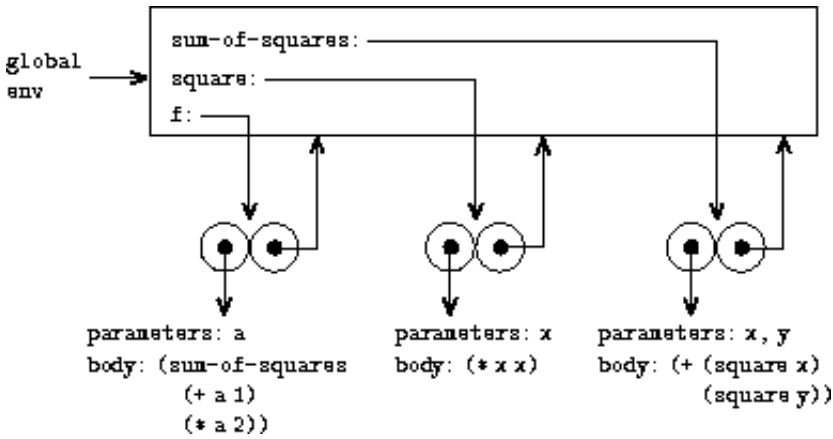 sum-of-squares:
global
env
square:
f:
parameters: a
body: (sum-of-squares
(+ a 1)
(* a 2))
parameters: x
body: (* x x)
parameters: x, y
body: (+ (square x)
(square y))